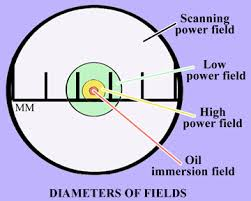 Scanning
power field
Low
power field
MM
High
power field
Oil
immersion field
DIAMETERS OF FIELDS